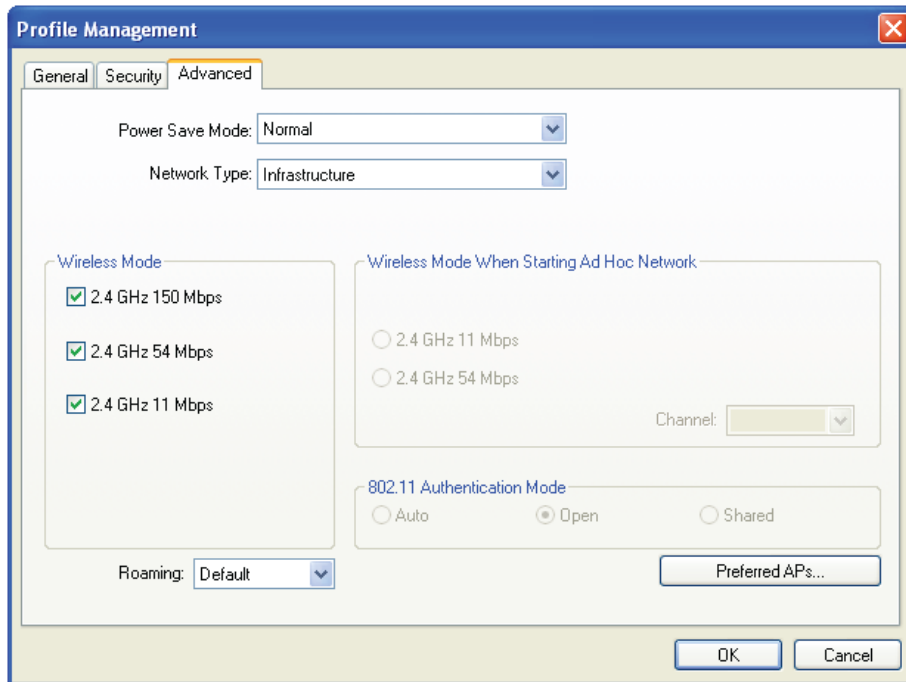 Profile Management
General Security Advanced
Power Save Mode: Normal
Network Type: Infrastructure
Wireless Mode
2.4 GHz 150 Mbps
2.4 GHz 54 Mbps
2.4 GHz 11 Mbps
Wireless Mode When Starting Ad Hoc Network
2.4 GHz 11 Mbps
2.4 GHz 54 Mbps
Channel:
802.11 Authentication Mode
Auto Open Shared
Roaming: Default
Preferred APs...
OK Cancel